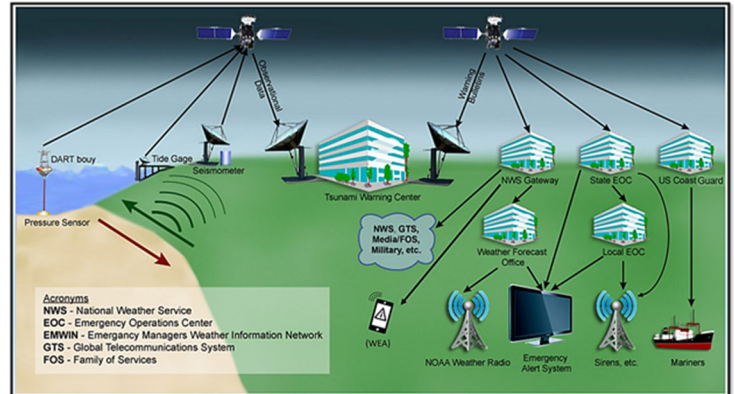 Observational
Data
Warning
Bulletins
DART bouy
Tide Gage
Seismometer
Tsunami Warning Center
NWS Gateway
State EOC
US Coast Guard
Pressure Sensor
NWS, GTS,
Media/FOS,
Military, etc.
Weather Forecast
Office
Local EOC
(WEA)
NOAA Weather Radio
Emergency
Alert System
Sirens, etc.
Mariners
Acronyms
NWS - National Weather Service
EOC - Emergency Operations Center
EMWIN - Emergancy Managers Weather Information Network
GTS - Global Telecommunications System
FOS - Family of Services